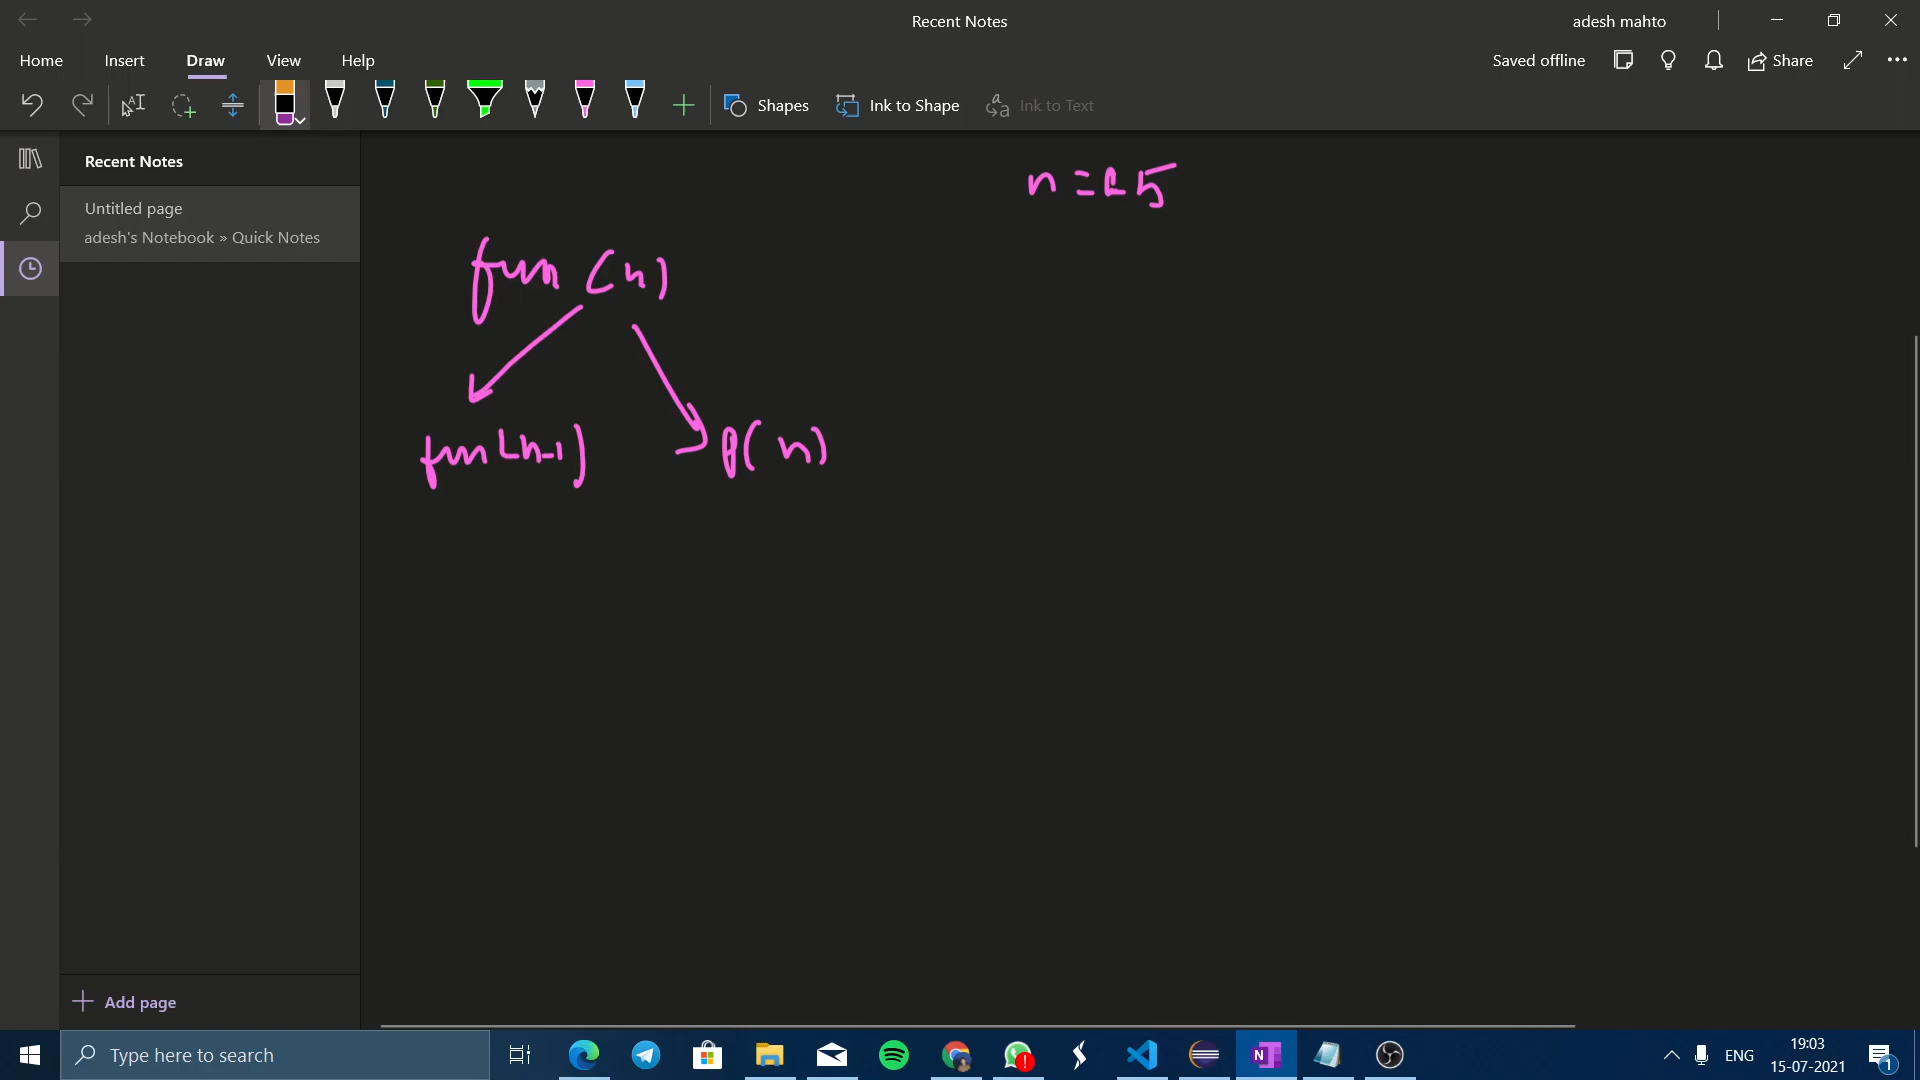 Recent Notes
adesh mahto
Home
Insert
Draw
View
Help
Saved offline
Share
Shapes
Ink to Shape
Ink to Text
Recent Notes
Untitled page
adesh's Notebook » Quick Notes
Add page
n = 5
fun (n)
fun(n-1)
p(n)
Type here to search
ENG
19:03
15-07-2021
1